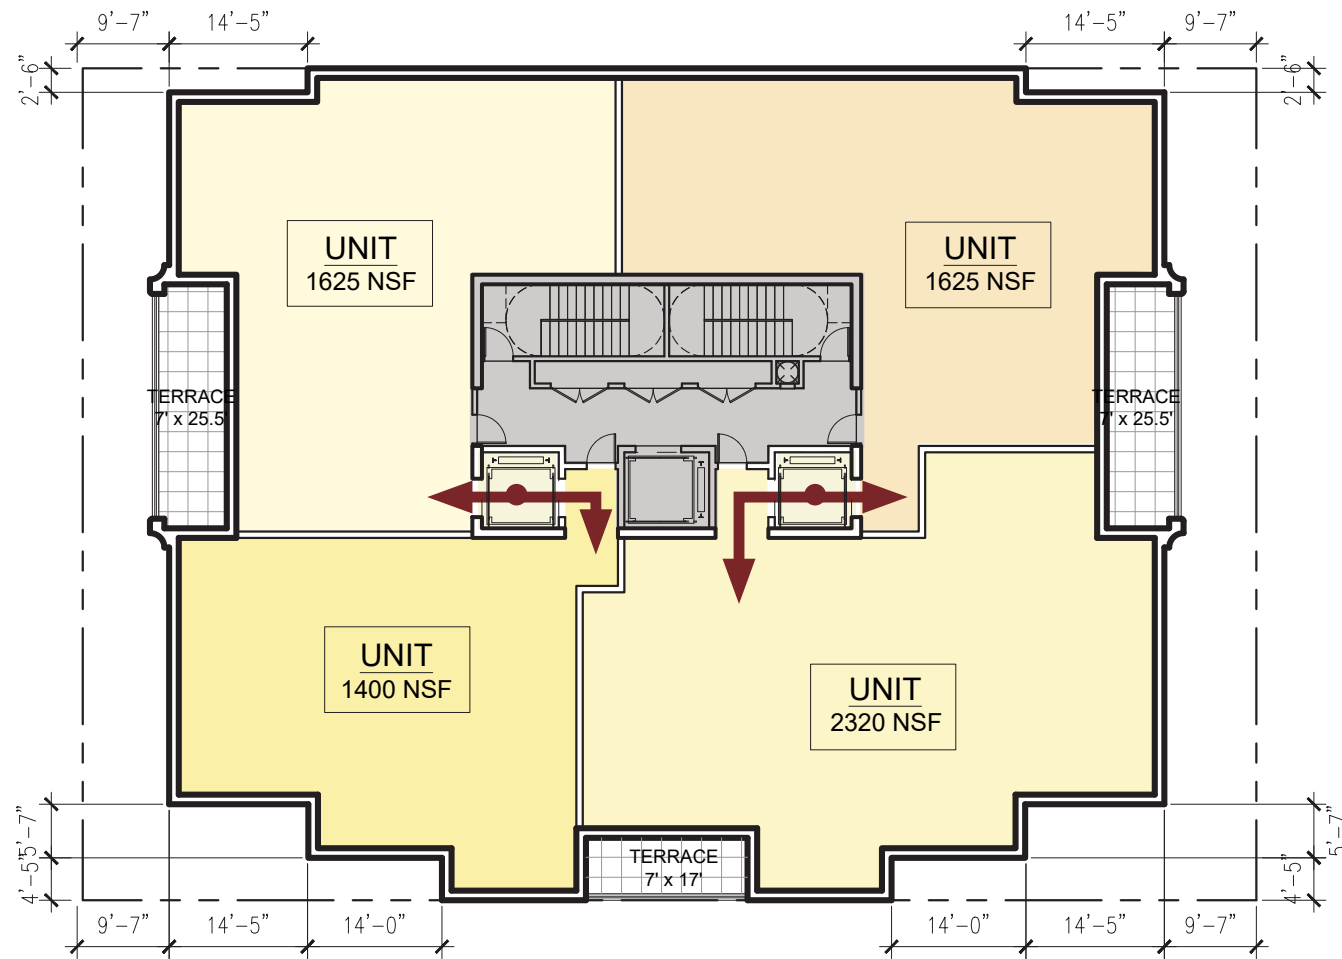 9'-7" 14'-5" 14'-5" 9'-7"
2'-6" 2'-6"
UNIT
1625 NSF
UNIT
1625 NSF
TERRACE
7' x 25.5'
TERRACE
7' x 25.5'
UNIT
1400 NSF
UNIT
2320 NSF
5'-7" 5'-7"
TERRACE
7' x 17'
4'-5" 4'-5"
9'-7" 14'-5" 14'-0" 14'-0" 14'-5" 9'-7"